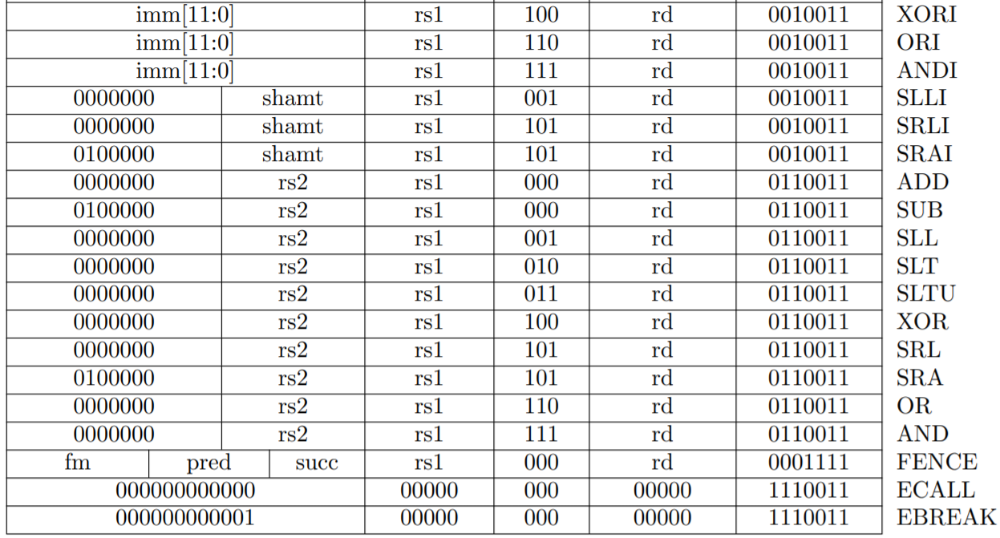 imm[11:0] rs1 100 rd 0010011 XORI
imm[11:0] rs1 110 rd 0010011 ORI
imm[11:0] rs1 111 rd 0010011 ANDI
0000000 shamt rs1 001 rd 0010011 SLLI
0000000 shamt rs1 101 rd 0010011 SRLI
0100000 shamt rs1 101 rd 0010011 SRAI
0000000 rs2 rs1 000 rd 0110011 ADD
0100000 rs2 rs1 000 rd 0110011 SUB
0000000 rs2 rs1 001 rd 0110011 SLL
0000000 rs2 rs1 010 rd 0110011 SLT
0000000 rs2 rs1 011 rd 0110011 SLTU
0000000 rs2 rs1 100 rd 0110011 XOR
0000000 rs2 rs1 101 rd 0110011 SRL
0100000 rs2 rs1 101 rd 0110011 SRA
0000000 rs2 rs1 110 rd 0110011 OR
0000000 rs2 rs1 111 rd 0110011 AND
fm pred succ rs1 000 rd 0001111 FENCE
000000000000 00000 000 00000 1110011 ECALL
000000000001 00000 000 00000 1110011 EBREAK